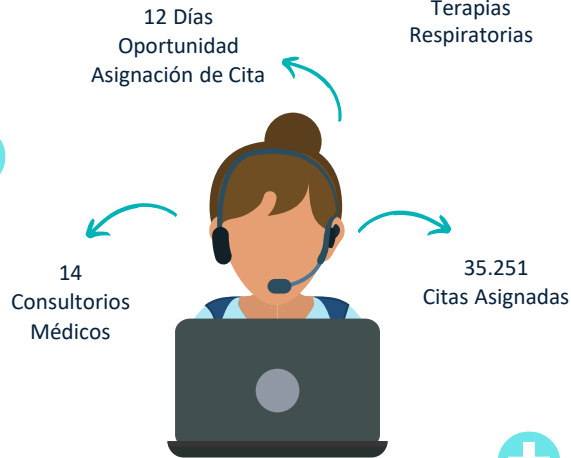 12 Días
Oportunidad
Asignación de Cita
Terapias
Respiratorias
14
Consultorios
Médicos
35.251
Citas Asignadas